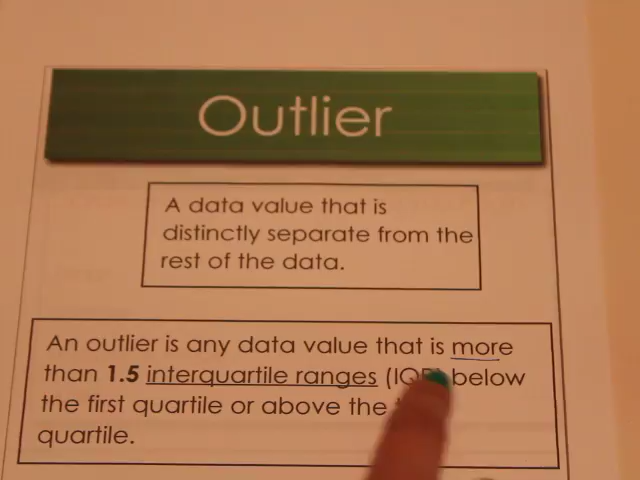 Outlier
A data value that is
distinctly separate from the
rest of the data.
An outlier is any data value that is more
than 1.5 interquartile ranges (IQR) below
the first quartile or above the
quartile.